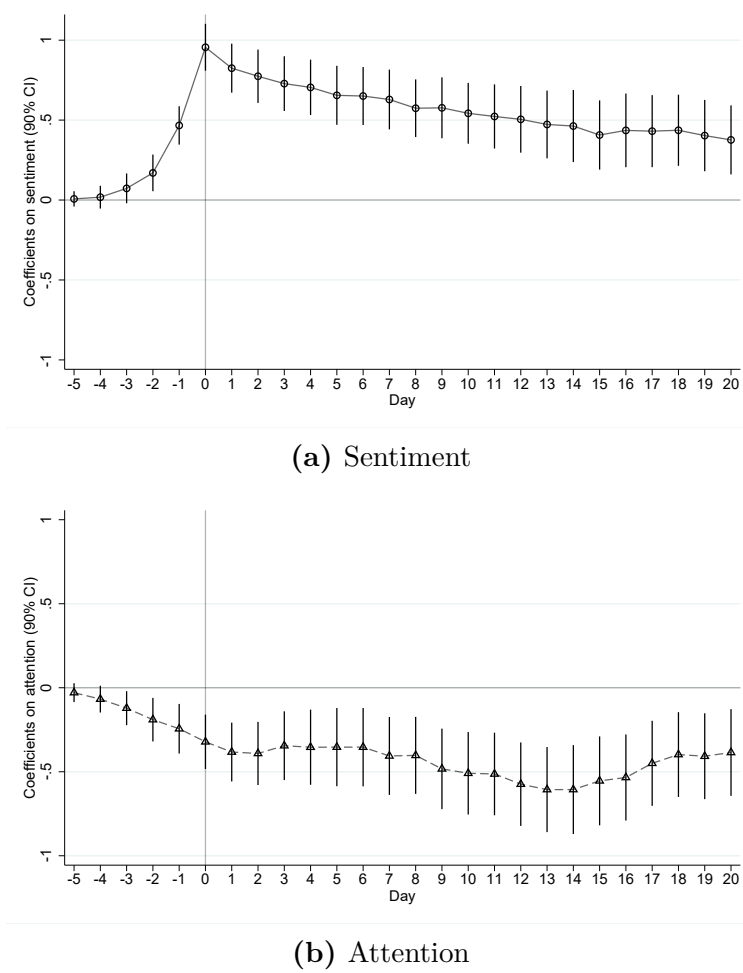 Coefficients on sentiment (90% CI)
1
.5
0
-.5
-1
-5 -4 -3 -2 -1 0 1 2 3 4 5 6 7 8 9 10 11 12 13 14 15 16 17 18 19 20
Day
(a) Sentiment
Coefficients on attention (90% CI)
1
.5
0
-.5
-1
-5 -4 -3 -2 -1 0 1 2 3 4 5 6 7 8 9 10 11 12 13 14 15 16 17 18 19 20
Day
(b) Attention